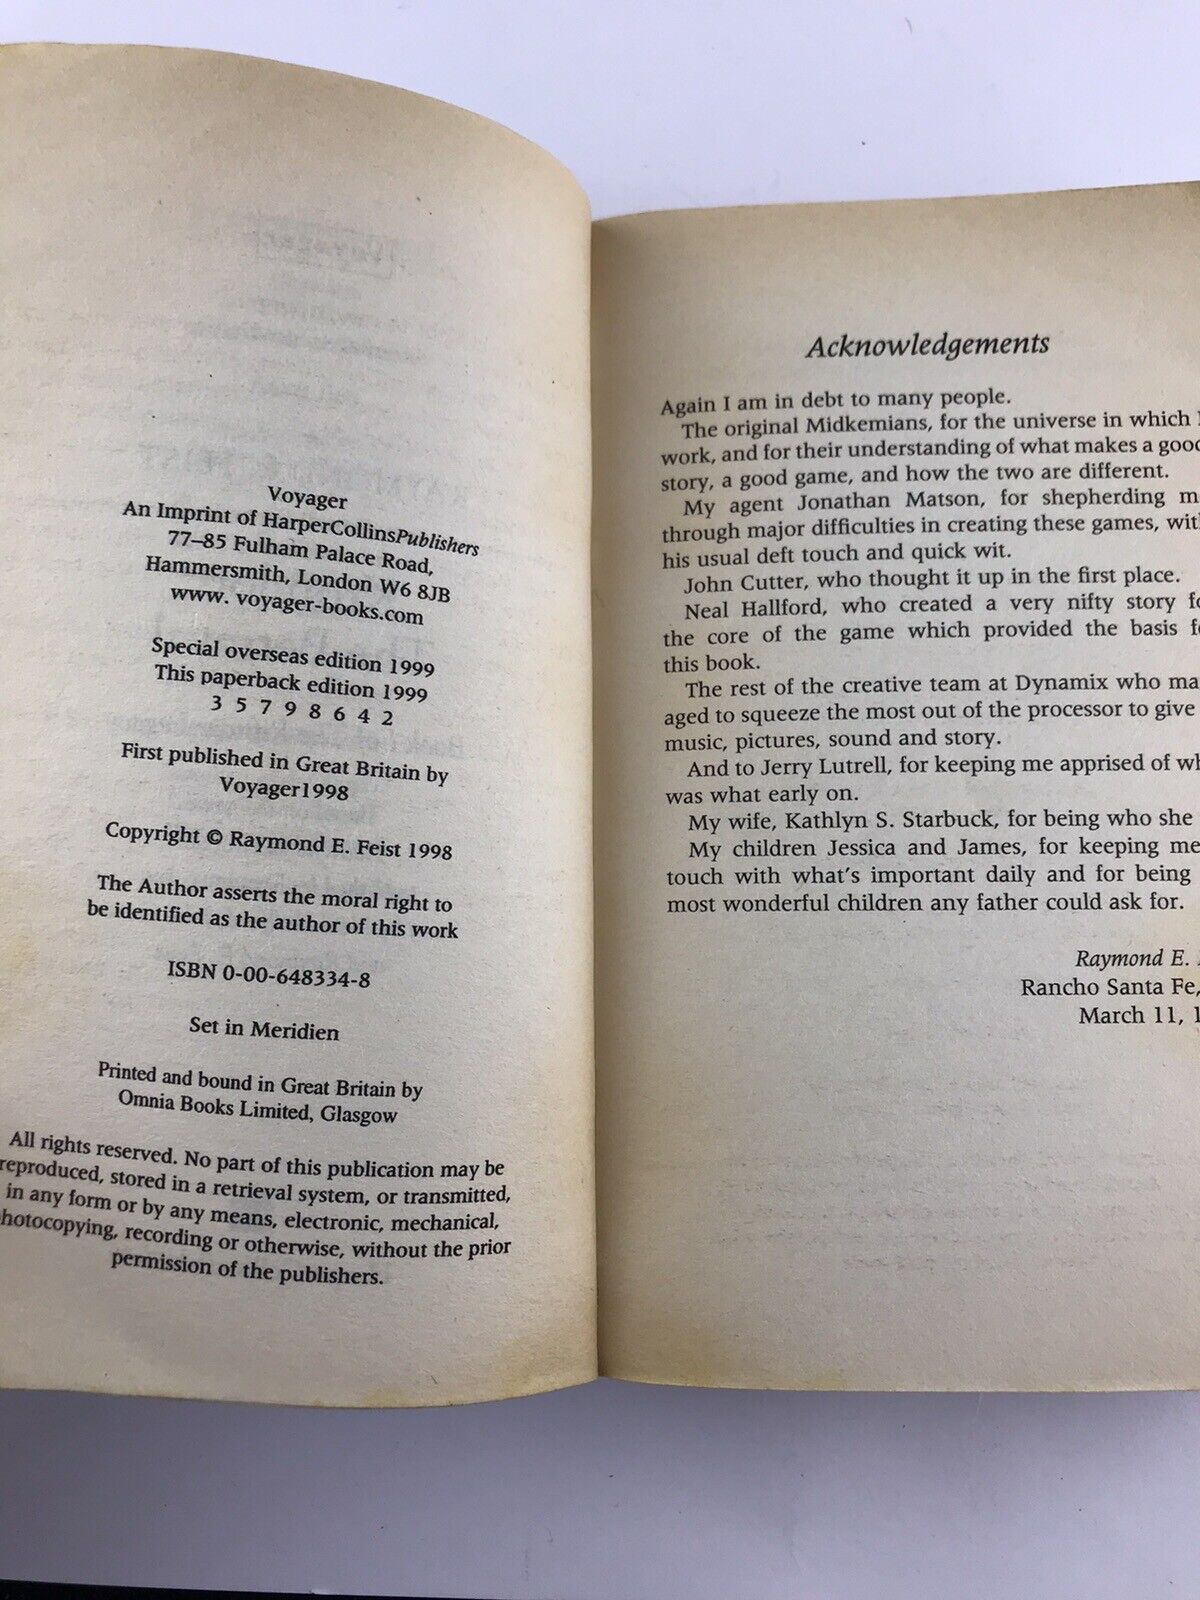 Voyager
An Imprint of HarperCollinsPublishers
77–85 Fulham Palace Road,
Hammersmith, London W6 8JB
www. voyager-books.com
Special overseas edition 1999
This paperback edition 1999
3 5 7 9 8 6 4 2
First published in Great Britain by
Voyager1998
Copyright © Raymond E. Feist 1998
The Author asserts the moral right to
be identified as the author of this work
ISBN 0-00-648334-8
Set in Meridien
Printed and bound in Great Britain by
Omnia Books Limited, Glasgow
All rights reserved. No part of this publication may be
reproduced, stored in a retrieval system, or transmitted,
in any form or by any means, electronic, mechanical,
hotocopying, recording or otherwise, without the prior
permission of the publishers.
Acknowledgements
Again I am in debt to many people.
The original Midkemians, for the universe in which I
work, and for their understanding of what makes a good
story, a good game, and how the two are different.
My agent Jonathan Matson, for shepherding m
through major difficulties in creating these games, with
his usual deft touch and quick wit.
John Cutter, who thought it up in the first place.
Neal Hallford, who created a very nifty story fo
the core of the game which provided the basis fo
this book.
The rest of the creative team at Dynamix who ma
aged to squeeze the most out of the processor to give
music, pictures, sound and story.
And to Jerry Lutrell, for keeping me apprised of wh
was what early on.
My wife, Kathlyn S. Starbuck, for being who she
My children Jessica and James, for keeping me
touch with what's important daily and for being
most wonderful children any father could ask for.
Raymond E.
Rancho Santa Fe,
March 11, 1